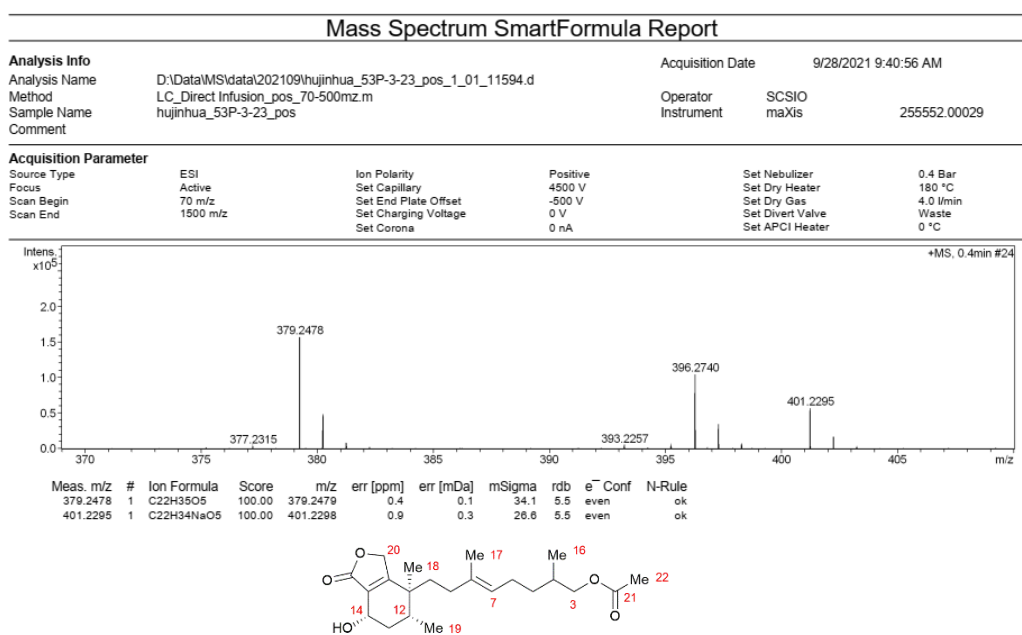 Mass Spectrum SmartFormula Report
Analysis Info
Acquisition Date 9/28/2021 9:40:56 AM
Analysis Name D:\Data\MS\data\202109\hujinhua_53P-3-23_pos_1_01_11594.d
Method LC_Direct Infusion_pos_70-500mz.m Operator SCSIO
Sample Name hujinhua_53P-3-23_pos Instrument maXis 255552.00029
Comment
Acquisition Parameter
Source Type ESI Ion Polarity Positive Set Nebulizer 0.4 Bar
Focus Active Set Capillary 4500 V Set Dry Heater 180 °C
Scan Begin 70 m/z Set End Plate Offset -500 V Set Dry Gas 4.0 l/min
Scan End 1500 m/z Set Charging Voltage 0 V Set Divert Valve Waste
Set Corona 0 nA Set APCI Heater 0 °C
Intens. +MS, 0.4min #24
x10⁵
2.0
1.5 379.2478
1.0 396.2740
0.5 401.2295
0.0 377.2315 393.2257
370 375 380 385 390 395 400 405 m/z
Meas. m/z # Ion Formula Score m/z err [ppm] err [mDa] mSigma rdb e⁻ Conf N-Rule
379.2478 1 C22H35O5 100.00 379.2479 0.4 0.1 34.1 5.5 even ok
401.2295 1 C22H34NaO5 100.00 401.2298 0.9 0.3 26.6 5.5 even ok
O 20 Me 17 Me 16
O Me 18 O Me 22
14 12 7 3 21
O
HO Me 19